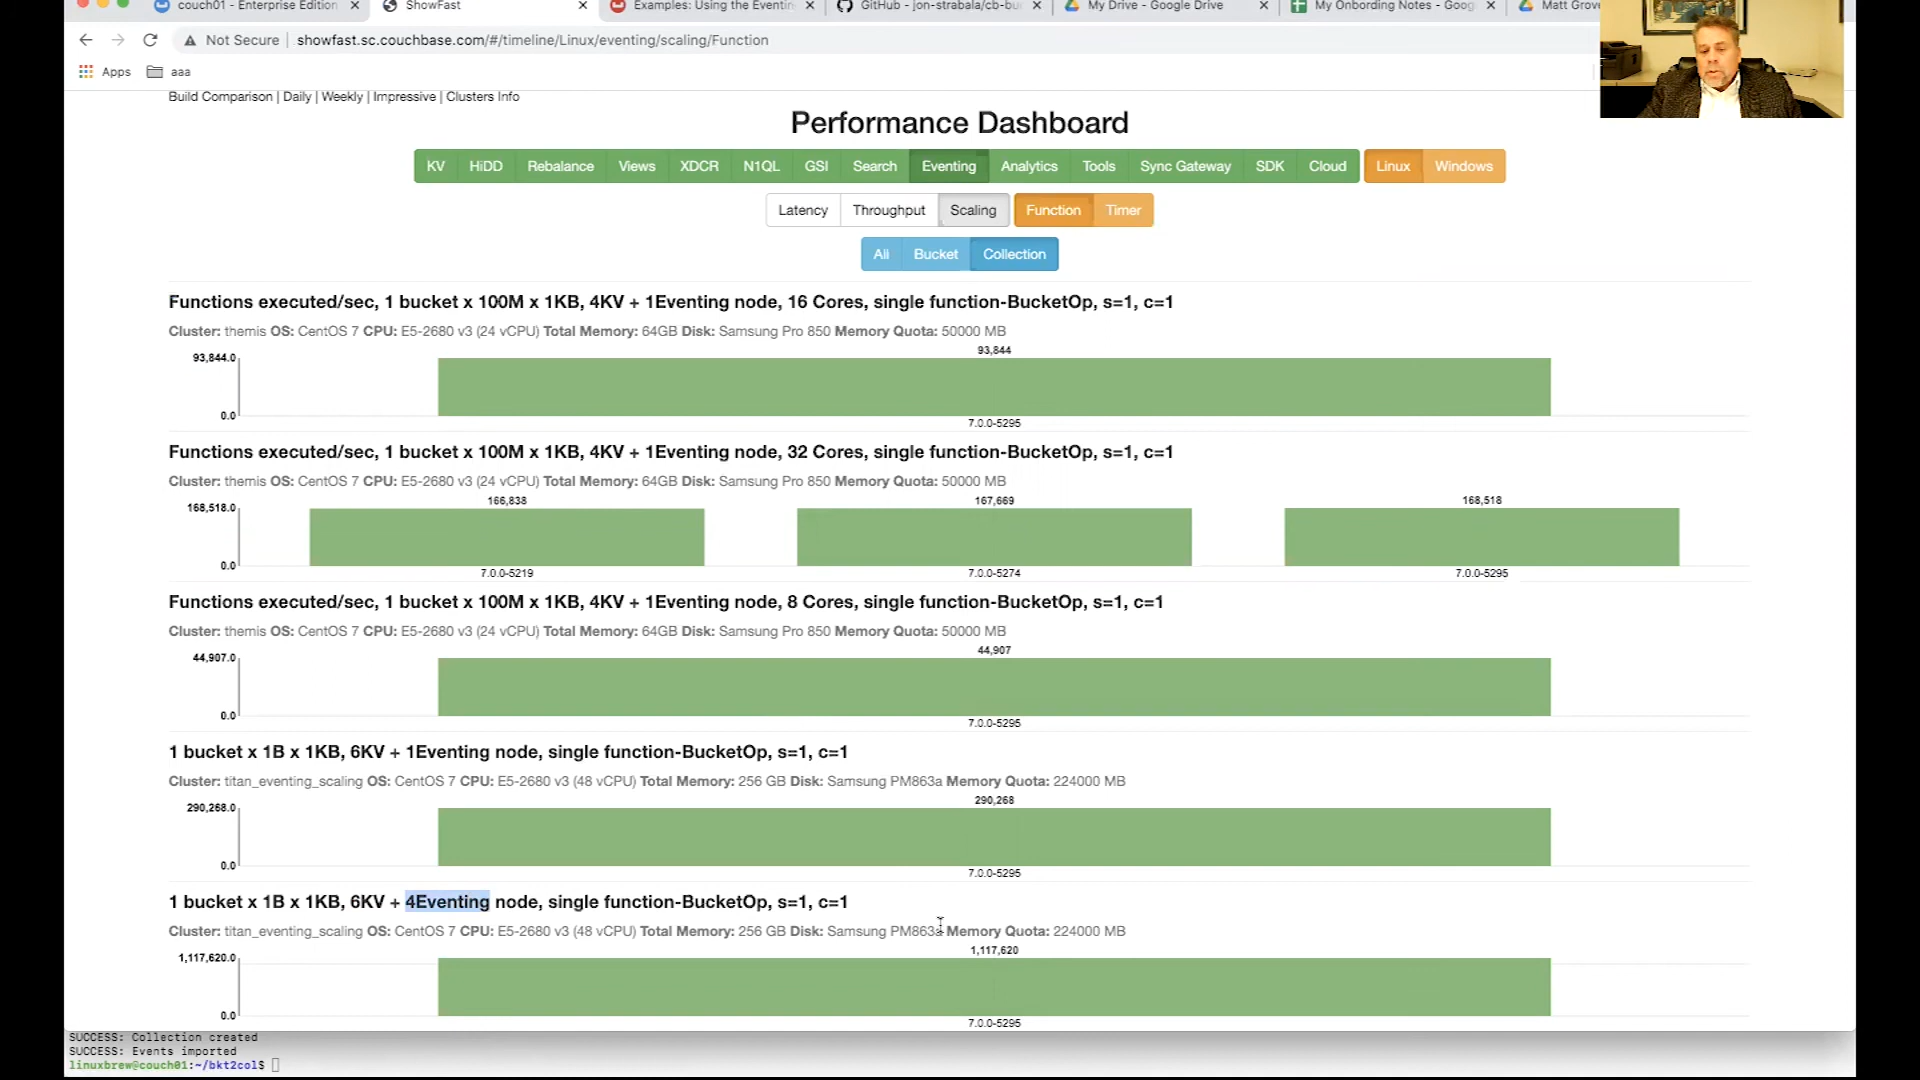 couch01 - Enterprise Edition
ShowFast
Examples: Using the Eventin
GitHub - jon-strabala/cb-bu
My Drive - Google Drive
My Onbording Notes - Goog
Matt Grove
Not Secure | showfast.sc.couchbase.com/#/timeline/Linux/eventing/scaling/Function
Apps aaa
Build Comparison | Daily | Weekly | Impressive | Clusters Info
Performance Dashboard
KV HiDD Rebalance Views XDCR N1QL GSI Search Eventing Analytics Tools Sync Gateway SDK Cloud Linux Windows
Latency Throughput Scaling Function Timer
All Bucket Collection
Functions executed/sec, 1 bucket x 100M x 1KB, 4KV + 1Eventing node, 16 Cores, single function-BucketOp, s=1, c=1
Cluster: themis OS: CentOS 7 CPU: E5-2680 v3 (24 vCPU) Total Memory: 64GB Disk: Samsung Pro 850 Memory Quota: 50000 MB
93,844
93,844.0
0.0
7.0.0-5295
Functions executed/sec, 1 bucket x 100M x 1KB, 4KV + 1Eventing node, 32 Cores, single function-BucketOp, s=1, c=1
Cluster: themis OS: CentOS 7 CPU: E5-2680 v3 (24 vCPU) Total Memory: 64GB Disk: Samsung Pro 850 Memory Quota: 50000 MB
166,838 167,669 168,518
168,518.0
0.0
7.0.0-5219 7.0.0-5274 7.0.0-5295
Functions executed/sec, 1 bucket x 100M x 1KB, 4KV + 1Eventing node, 8 Cores, single function-BucketOp, s=1, c=1
Cluster: themis OS: CentOS 7 CPU: E5-2680 v3 (24 vCPU) Total Memory: 64GB Disk: Samsung Pro 850 Memory Quota: 50000 MB
44,907
44,907.0
0.0
7.0.0-5295
1 bucket x 1B x 1KB, 6KV + 1Eventing node, single function-BucketOp, s=1, c=1
Cluster: titan_eventing_scaling OS: CentOS 7 CPU: E5-2680 v3 (48 vCPU) Total Memory: 256 GB Disk: Samsung PM863a Memory Quota: 224000 MB
290,268
290,268.0
0.0
7.0.0-5295
1 bucket x 1B x 1KB, 6KV + 4Eventing node, single function-BucketOp, s=1, c=1
Cluster: titan_eventing_scaling OS: CentOS 7 CPU: E5-2680 v3 (48 vCPU) Total Memory: 256 GB Disk: Samsung PM863a Memory Quota: 224000 MB
1,117,620
1,117,620.0
0.0
7.0.0-5295
SUCCESS: Collection created
SUCCESS: Events imported
linuxbrew@couch01:~/bkt2col$